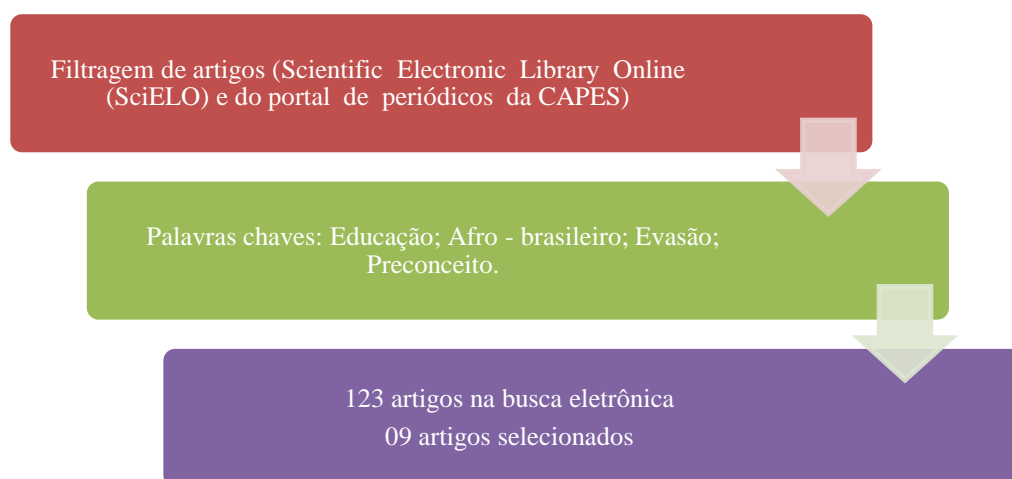 Filtragem de artigos (Scientific Electronic Library Online
(SciELO) e do portal de periódicos da CAPES)
Palavras chaves: Educação; Afro - brasileiro; Evasão;
Preconceito.
123 artigos na busca eletrônica
09 artigos selecionados